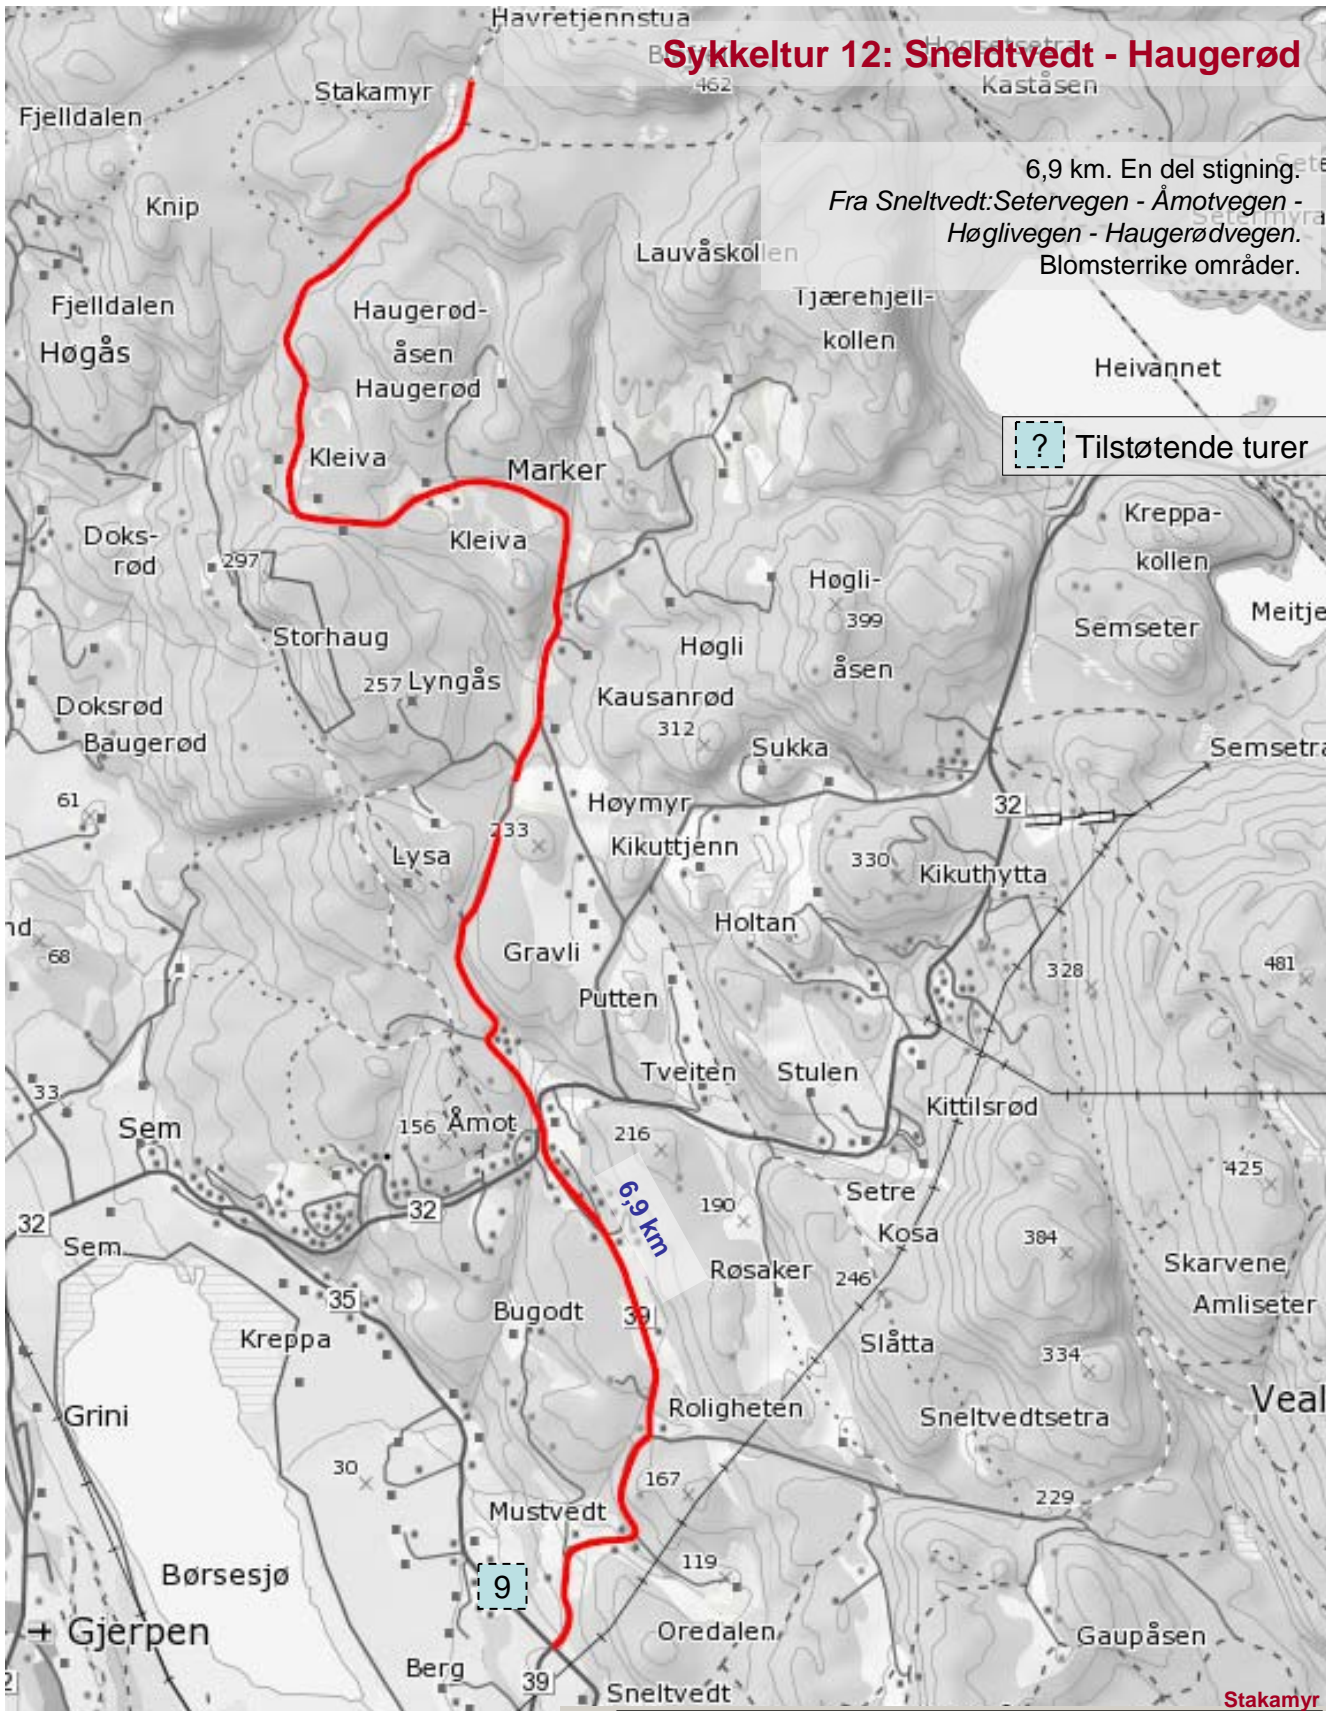 Havretjennstua
Sykkeltur 12: Sneldtvedt - Haugerød
Høgsetsetra
462
Kaståsen
Stakamyr
Fjelldalen
6,9 km. En del stigning.
Fra Sneltvedt:Setervegen - Åmotvegen -
Høglivegen - Haugerødvegen.
Blomsterrike områder.
Setermyra
Knip
Lauvåskollen
Fjelldalen
Høgås
Haugerød-
åsen
Haugerød
Tjærehjell-
kollen
Heivannet
? Tilstøtende turer
Kleiva
Marker
Kleiva
Doks-
rød
297
Kreppa-
kollen
Høgli-
399
åsen
Semseter
Meitje
Storhaug
Høgli
257 Lyngås
Kausanrød
312
Doksrød
Baugerød
Sukka
Semsetra
61
Høymyr
32
233
Kikuttjenn
Lysa
330
Kikuthytta
Holtan
nd
68
Gravli
328
481
Putten
Tveiten
Stulen
33
Kittilsrød
Sem
156
Åmot
216
425
6,9 km
Setre
190
32
32
Kosa
384
Sem
Røsaker
246
Skarvene
35
Amliseter
Bugodt
39
Kreppa
Slåtta
334
Veal
Grini
Roligheten
Sneltvedtsetra
30
167
229
Mustvedt
119
Børsesjø
9
Gjerpen
Oredalen
Gaupåsen
Berg
39
Sneltvedt
Stakamyr